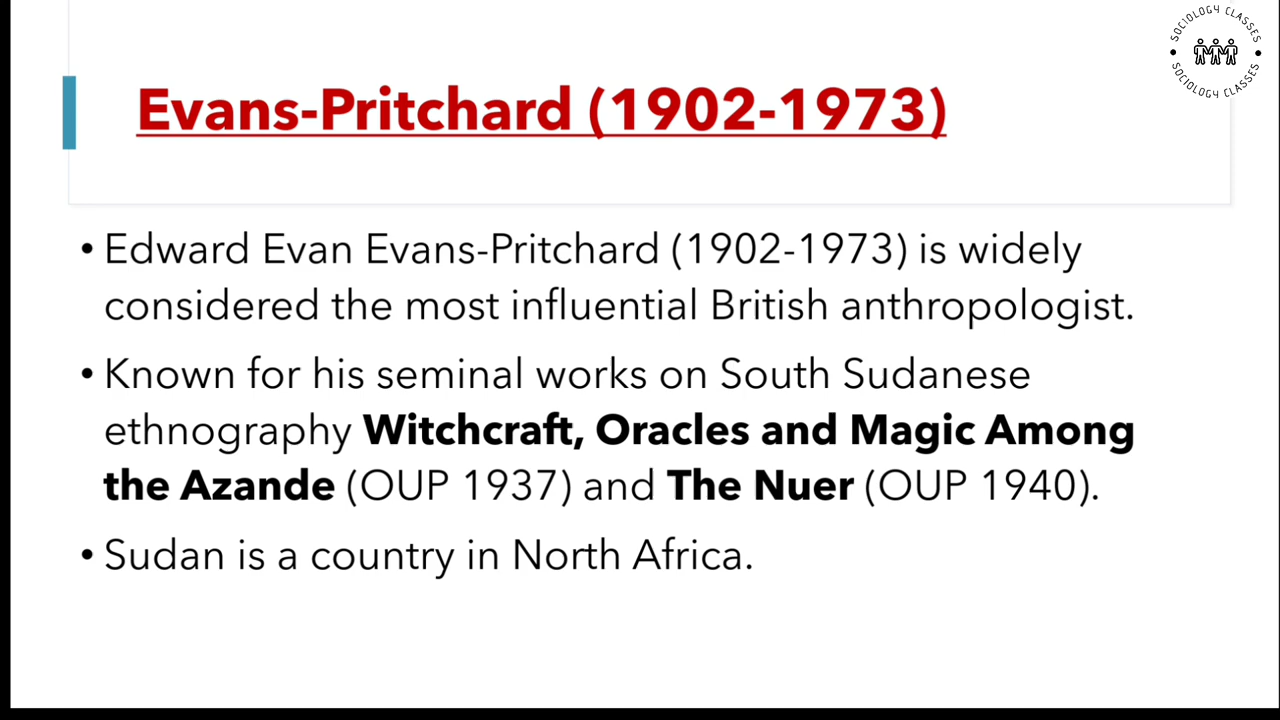 SOCIOLOGY CLASSES
SOCIOLOGY CLASSES
Evans-Pritchard (1902-1973)
• Edward Evan Evans-Pritchard (1902-1973) is widely
considered the most influential British anthropologist.
• Known for his seminal works on South Sudanese
ethnography Witchcraft, Oracles and Magic Among
the Azande (OUP 1937) and The Nuer (OUP 1940).
• Sudan is a country in North Africa.